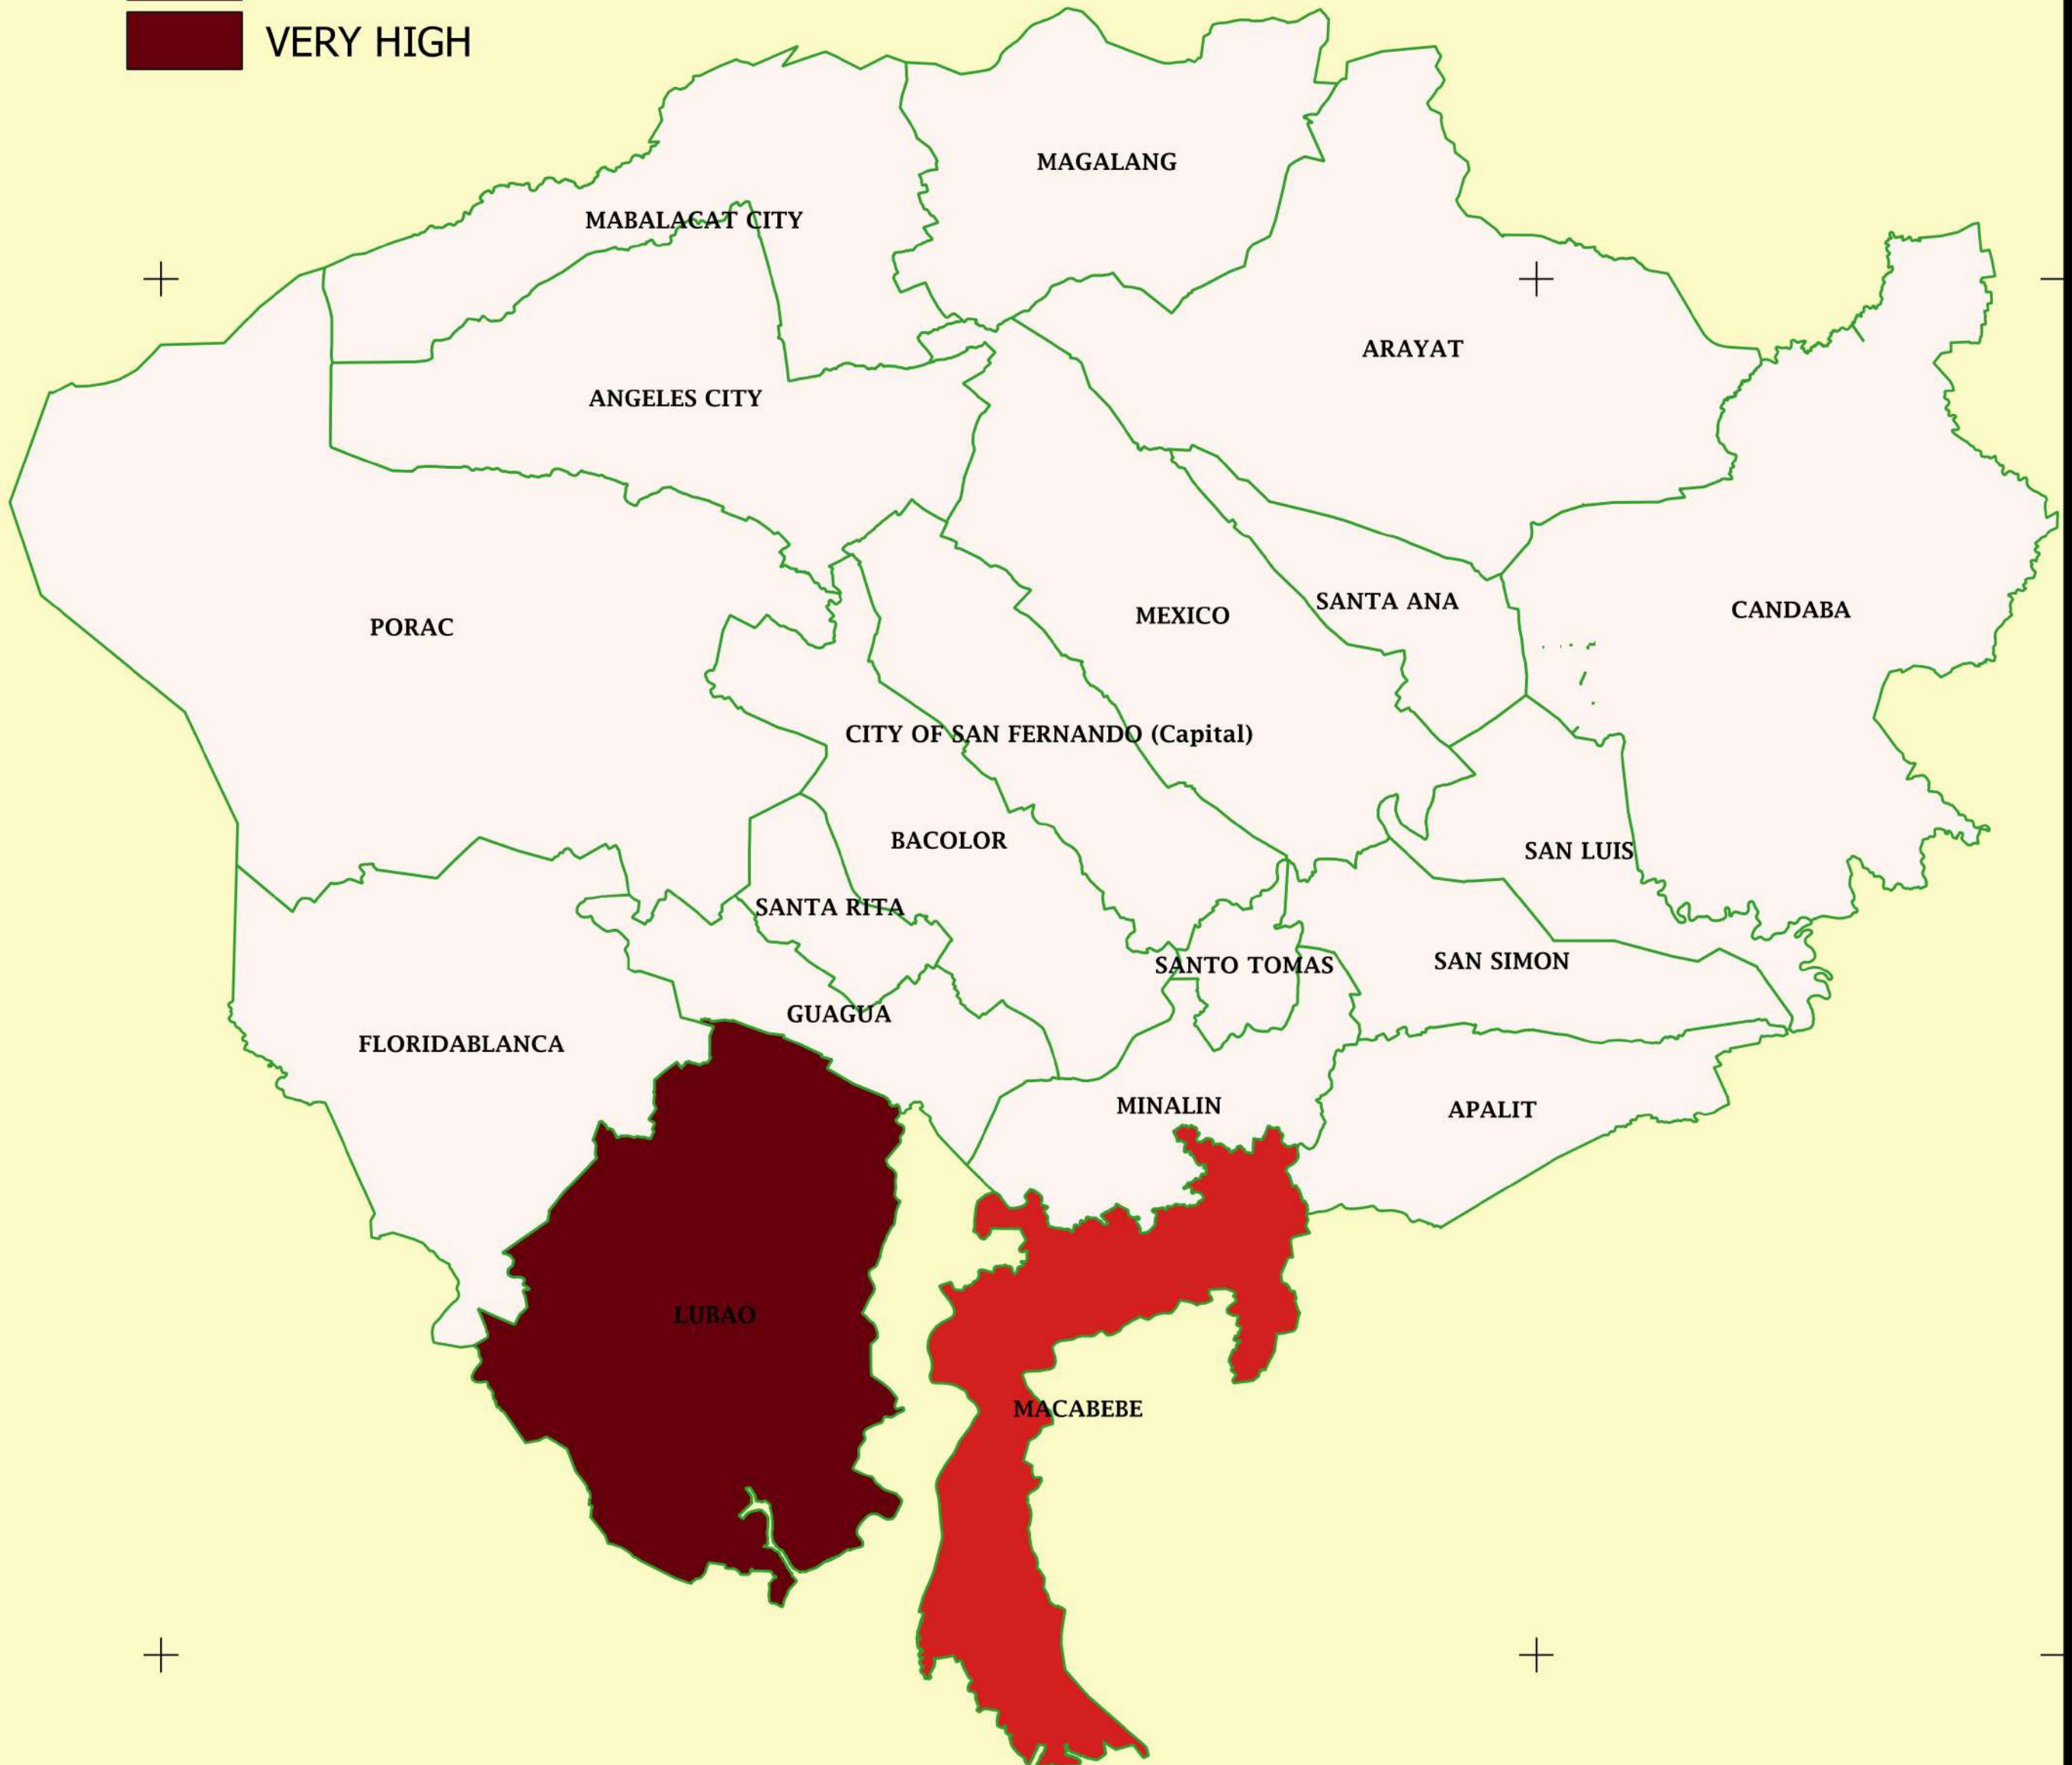 VERY HIGH
MAGALANG
MABALACAT CITY
ARAYAT
ANGELES CITY
SANTA ANA
CANDABA
MEXICO
PORAC
CITY OF SAN FERNANDO (Capital)
BACOLOR
SAN LUIS
SANTA RITA
SAN SIMON
SANTO TOMAS
GUAGUA
FLORIDABLANCA
MINALIN
APALIT
LUBAO
MACABEBE